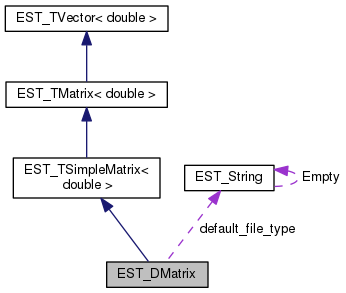 EST_TVector< double >
EST_TMatrix< double >
EST_TSimpleMatrix<
double >
EST_String
Empty
default_file_type
EST_DMatrix